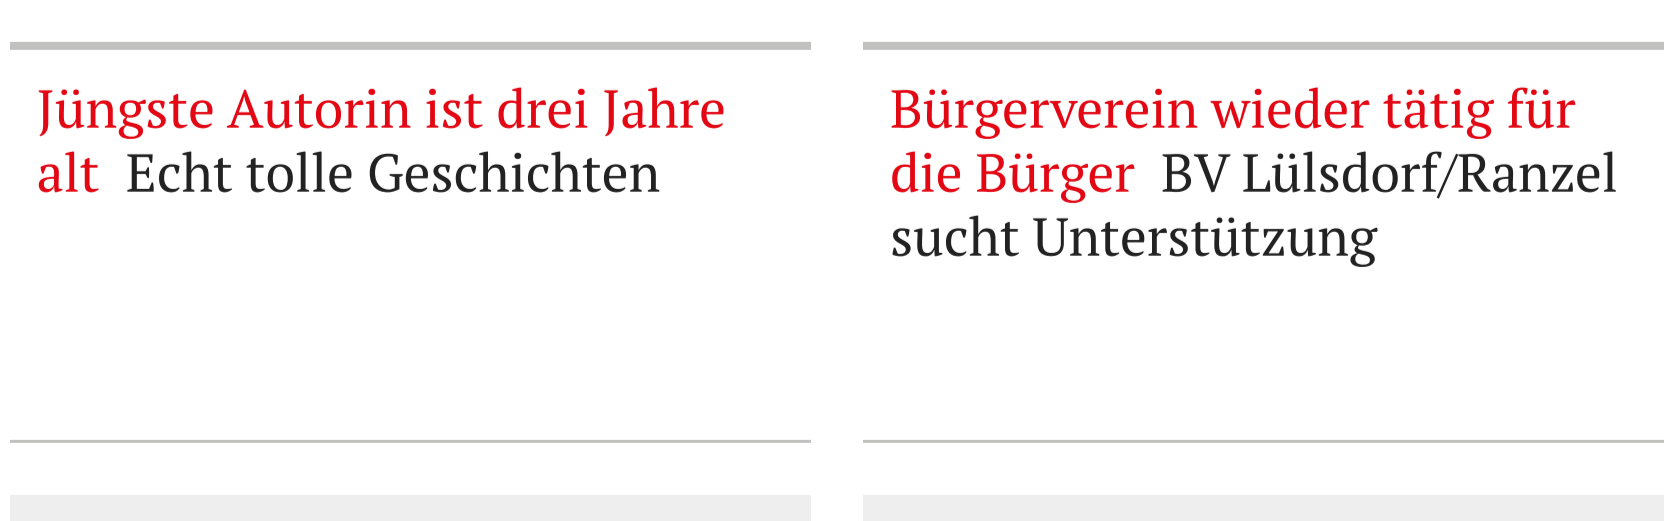 Jüngste Autorin ist drei Jahre
alt Echt tolle Geschichten
Bürgerverein wieder tätig für
die Bürger BV Lülsdorf/Ranzel
sucht Unterstützung